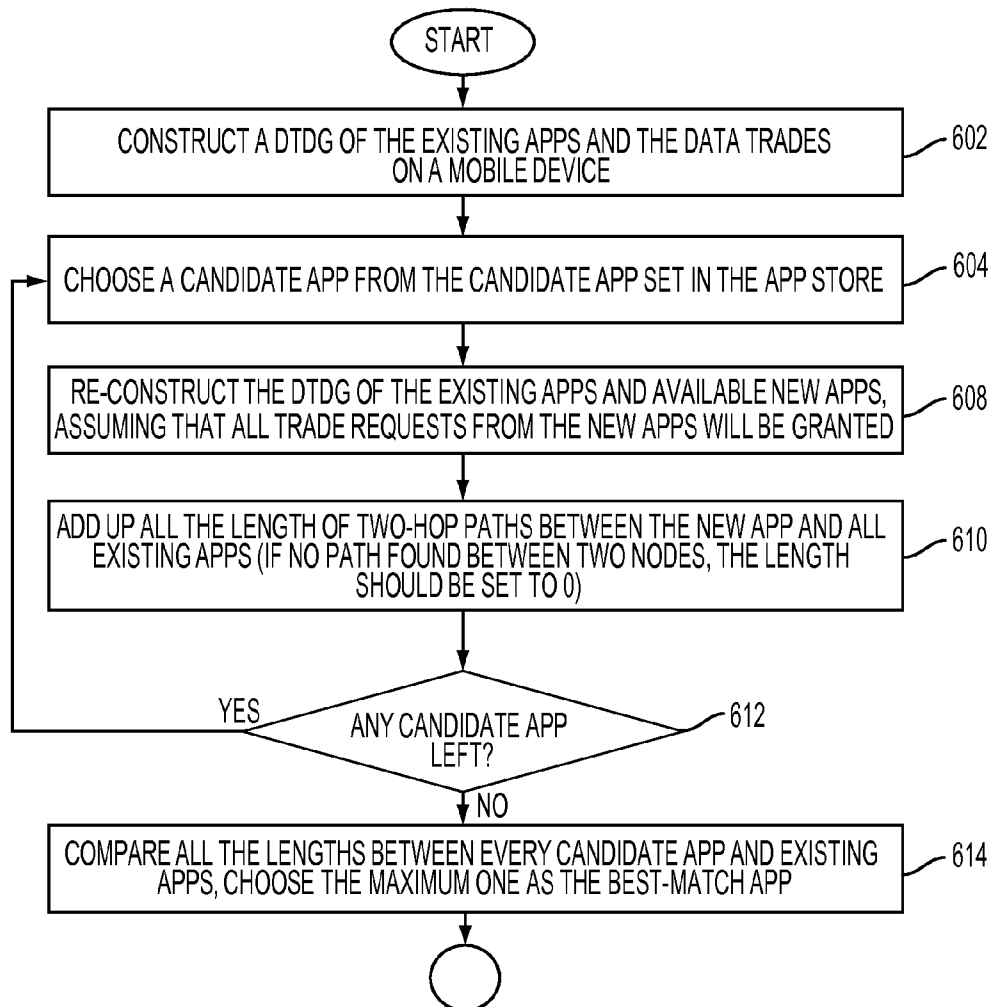 START
CONSTRUCT A DTDG OF THE EXISTING APPS AND THE DATA TRADES
ON A MOBILE DEVICE
602
CHOOSE A CANDIDATE APP FROM THE CANDIDATE APP SET IN THE APP STORE
604
RE-CONSTRUCT THE DTDG OF THE EXISTING APPS AND AVAILABLE NEW APPS,
ASSUMING THAT ALL TRADE REQUESTS FROM THE NEW APPS WILL BE GRANTED
608
ADD UP ALL THE LENGTH OF TWO-HOP PATHS BETWEEN THE NEW APP AND ALL
EXISTING APPS (IF NO PATH FOUND BETWEEN TWO NODES, THE LENGTH
SHOULD BE SET TO 0)
610
YES
ANY CANDIDATE APP
LEFT?
612
NO
COMPARE ALL THE LENGTHS BETWEEN EVERY CANDIDATE APP AND EXISTING
APPS, CHOOSE THE MAXIMUM ONE AS THE BEST-MATCH APP
614